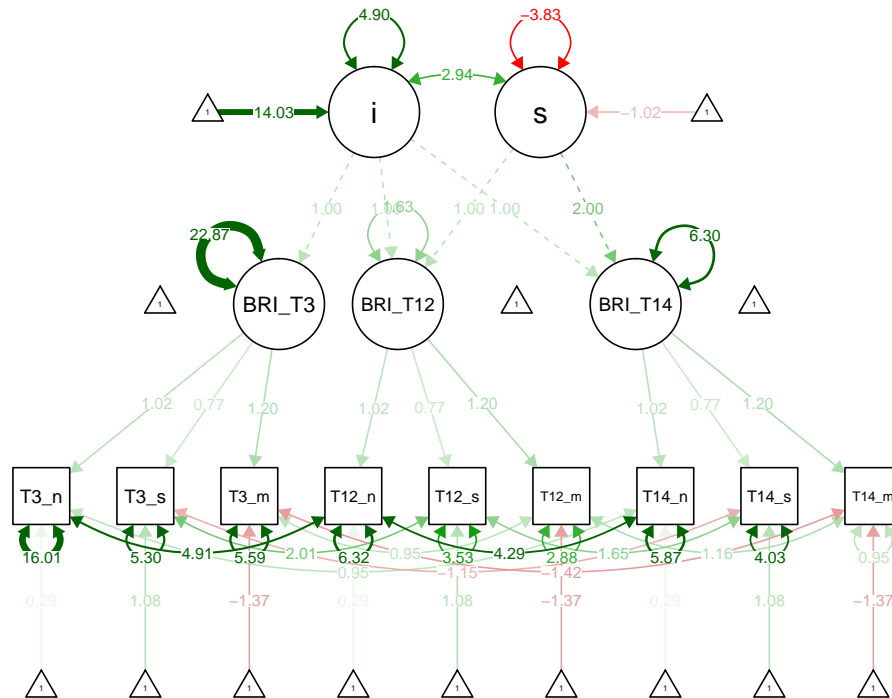 4.90 −3.83
2.94
i s
1 14.03 −1.02 1
1.00 1.00 1.63 1.00 1.00 2.00
22.87 6.30
BRI_T3 BRI_T12 BRI_T14
1 1 1
1.02 0.77 1.20 1.02 0.77 1.20 1.02 0.77 1.20
T3_n T3_s T3_m T12_n T12_s T12_m T14_n T14_s T14_m
16.01 5.30 5.59 6.32 3.53 2.88 5.87 4.03 0.95
4.91 2.01 0.95 4.29 1.65 1.16
0.95 −1.15 −1.42
0.29 1.08 −1.37 0.29 1.08 −1.37 0.29 1.08 −1.37
1 1 1 1 1 1 1 1 1